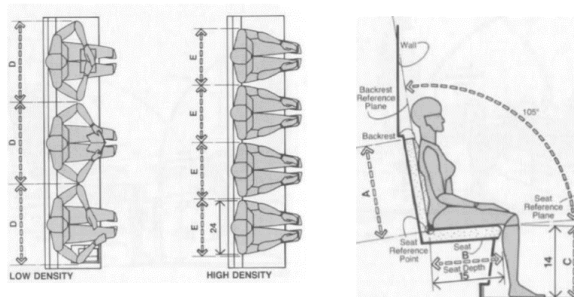 D
D
D
LOW DENSITY
E
E
E
E
24
HIGH DENSITY
Wall
Backrest
Reference
Plane
105°
Backrest
A
Seat
Reference
Plane
Seat
Reference
Point
Seat
B
Seat Depth
15
14
C